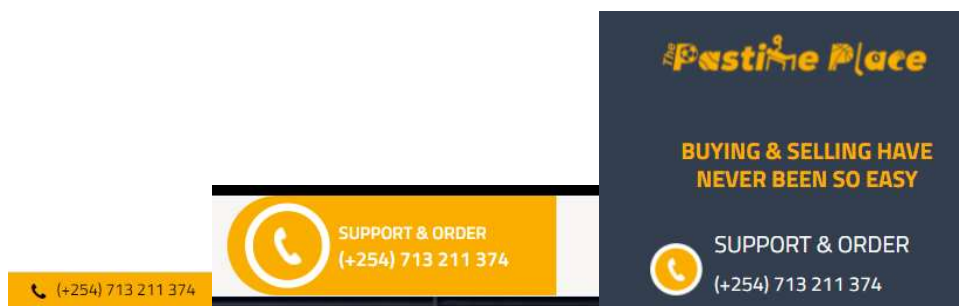 (+254) 713 211 374
SUPPORT & ORDER
(+254) 713 211 374
The Pastime Place
BUYING & SELLING HAVE
NEVER BEEN SO EASY
SUPPORT & ORDER
(+254) 713 211 374